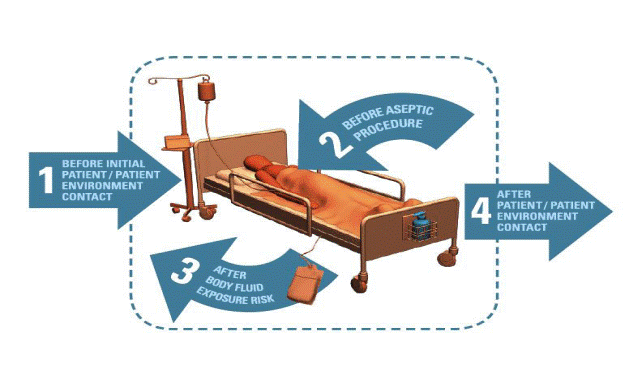 1 BEFORE INITIAL
PATIENT / PATIENT
ENVIRONMENT
CONTACT
2 BEFORE ASEPTIC
PROCEDURE
3 AFTER
BODY FLUID
EXPOSURE RISK
4 AFTER
PATIENT / PATIENT
ENVIRONMENT
CONTACT